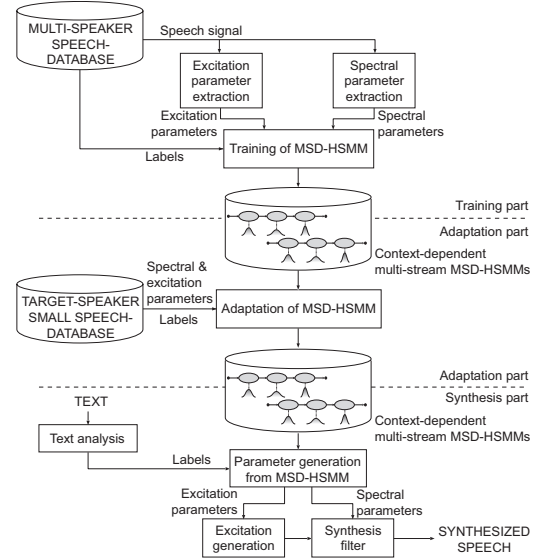 MULTI-SPEAKER
SPEECH-
DATABASE
Speech signal
Excitation
parameter
extraction
Spectral
parameter
extraction
Excitation
parameters
Spectral
parameters
Labels
Training of MSD-HSMM
Training part
Adaptation part
Context-dependent
multi-stream MSD-HSMMs
Spectral &
excitation
parameters
TARGET-SPEAKER
SMALL SPEECH-
DATABASE
Labels
Adaptation of MSD-HSMM
Adaptation part
Synthesis part
Context-dependent
multi-stream MSD-HSMMs
TEXT
Text analysis
Labels
Parameter generation
from MSD-HSMM
Excitation
parameters
Spectral
parameters
Excitation
generation
Synthesis
filter
SYNTHESIZED
SPEECH